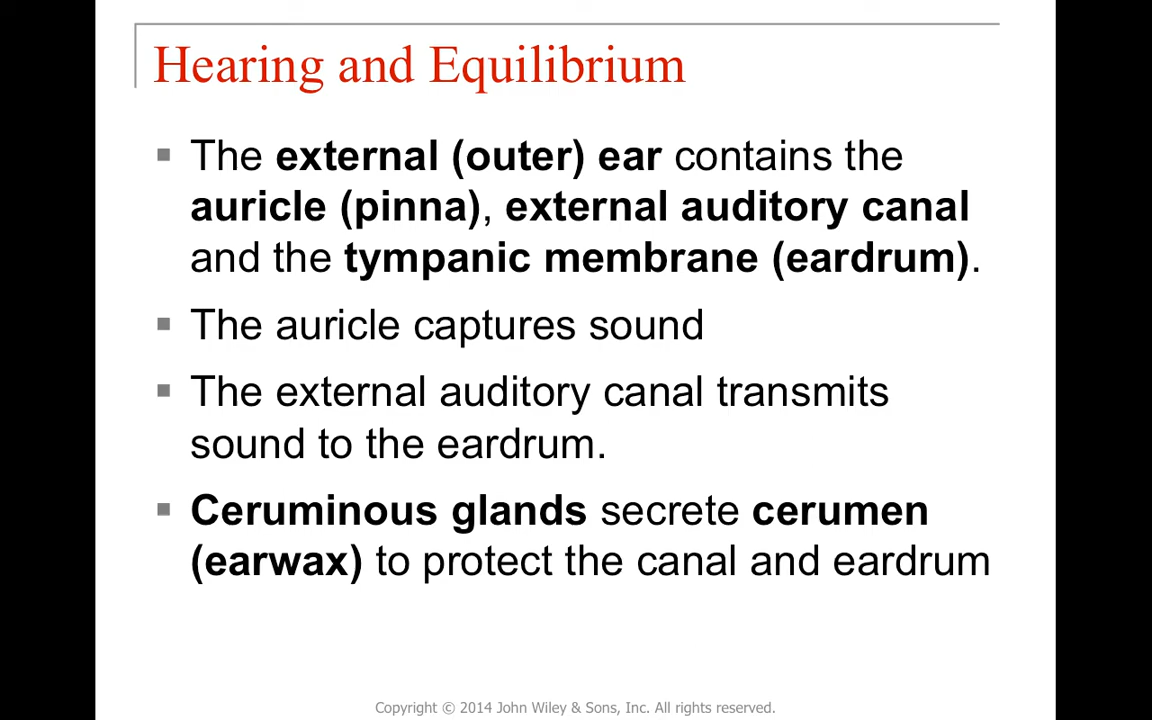 Hearing and Equilibrium
▪ The external (outer) ear contains the
auricle (pinna), external auditory canal
and the tympanic membrane (eardrum).
▪ The auricle captures sound
▪ The external auditory canal transmits
sound to the eardrum.
▪ Ceruminous glands secrete cerumen
(earwax) to protect the canal and eardrum
Copyright © 2014 John Wiley & Sons, Inc. All rights reserved.